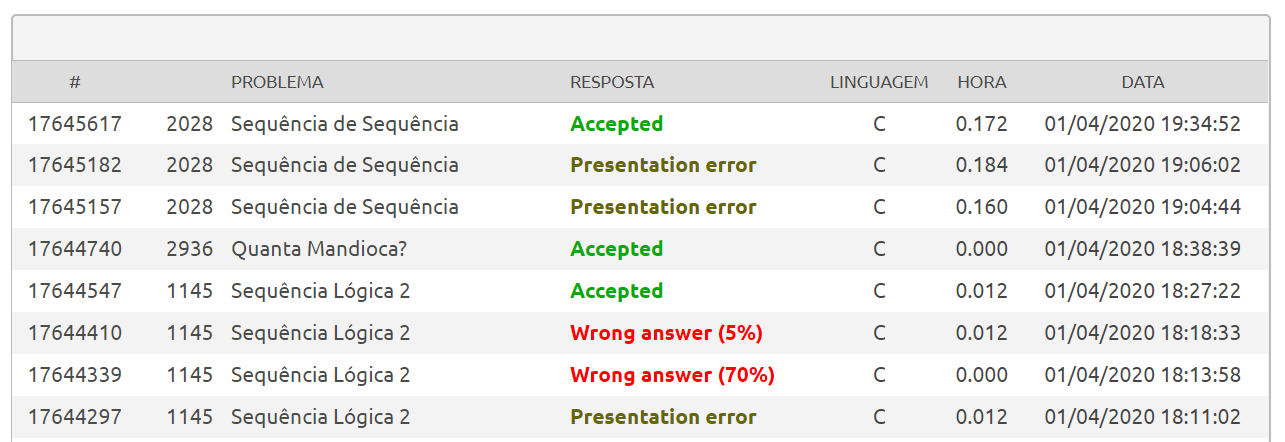 # PROBLEMA RESPOSTA LINGUAGEM HORA DATA
17645617 2028 Sequência de Sequência Accepted C 0.172 01/04/2020 19:34:52
17645182 2028 Sequência de Sequência Presentation error C 0.184 01/04/2020 19:06:02
17645157 2028 Sequência de Sequência Presentation error C 0.160 01/04/2020 19:04:44
17644740 2936 Quanta Mandioca? Accepted C 0.000 01/04/2020 18:38:39
17644547 1145 Sequência Lógica 2 Accepted C 0.012 01/04/2020 18:27:22
17644410 1145 Sequência Lógica 2 Wrong answer (5%) C 0.012 01/04/2020 18:18:33
17644339 1145 Sequência Lógica 2 Wrong answer (70%) C 0.000 01/04/2020 18:13:58
17644297 1145 Sequência Lógica 2 Presentation error C 0.012 01/04/2020 18:11:02